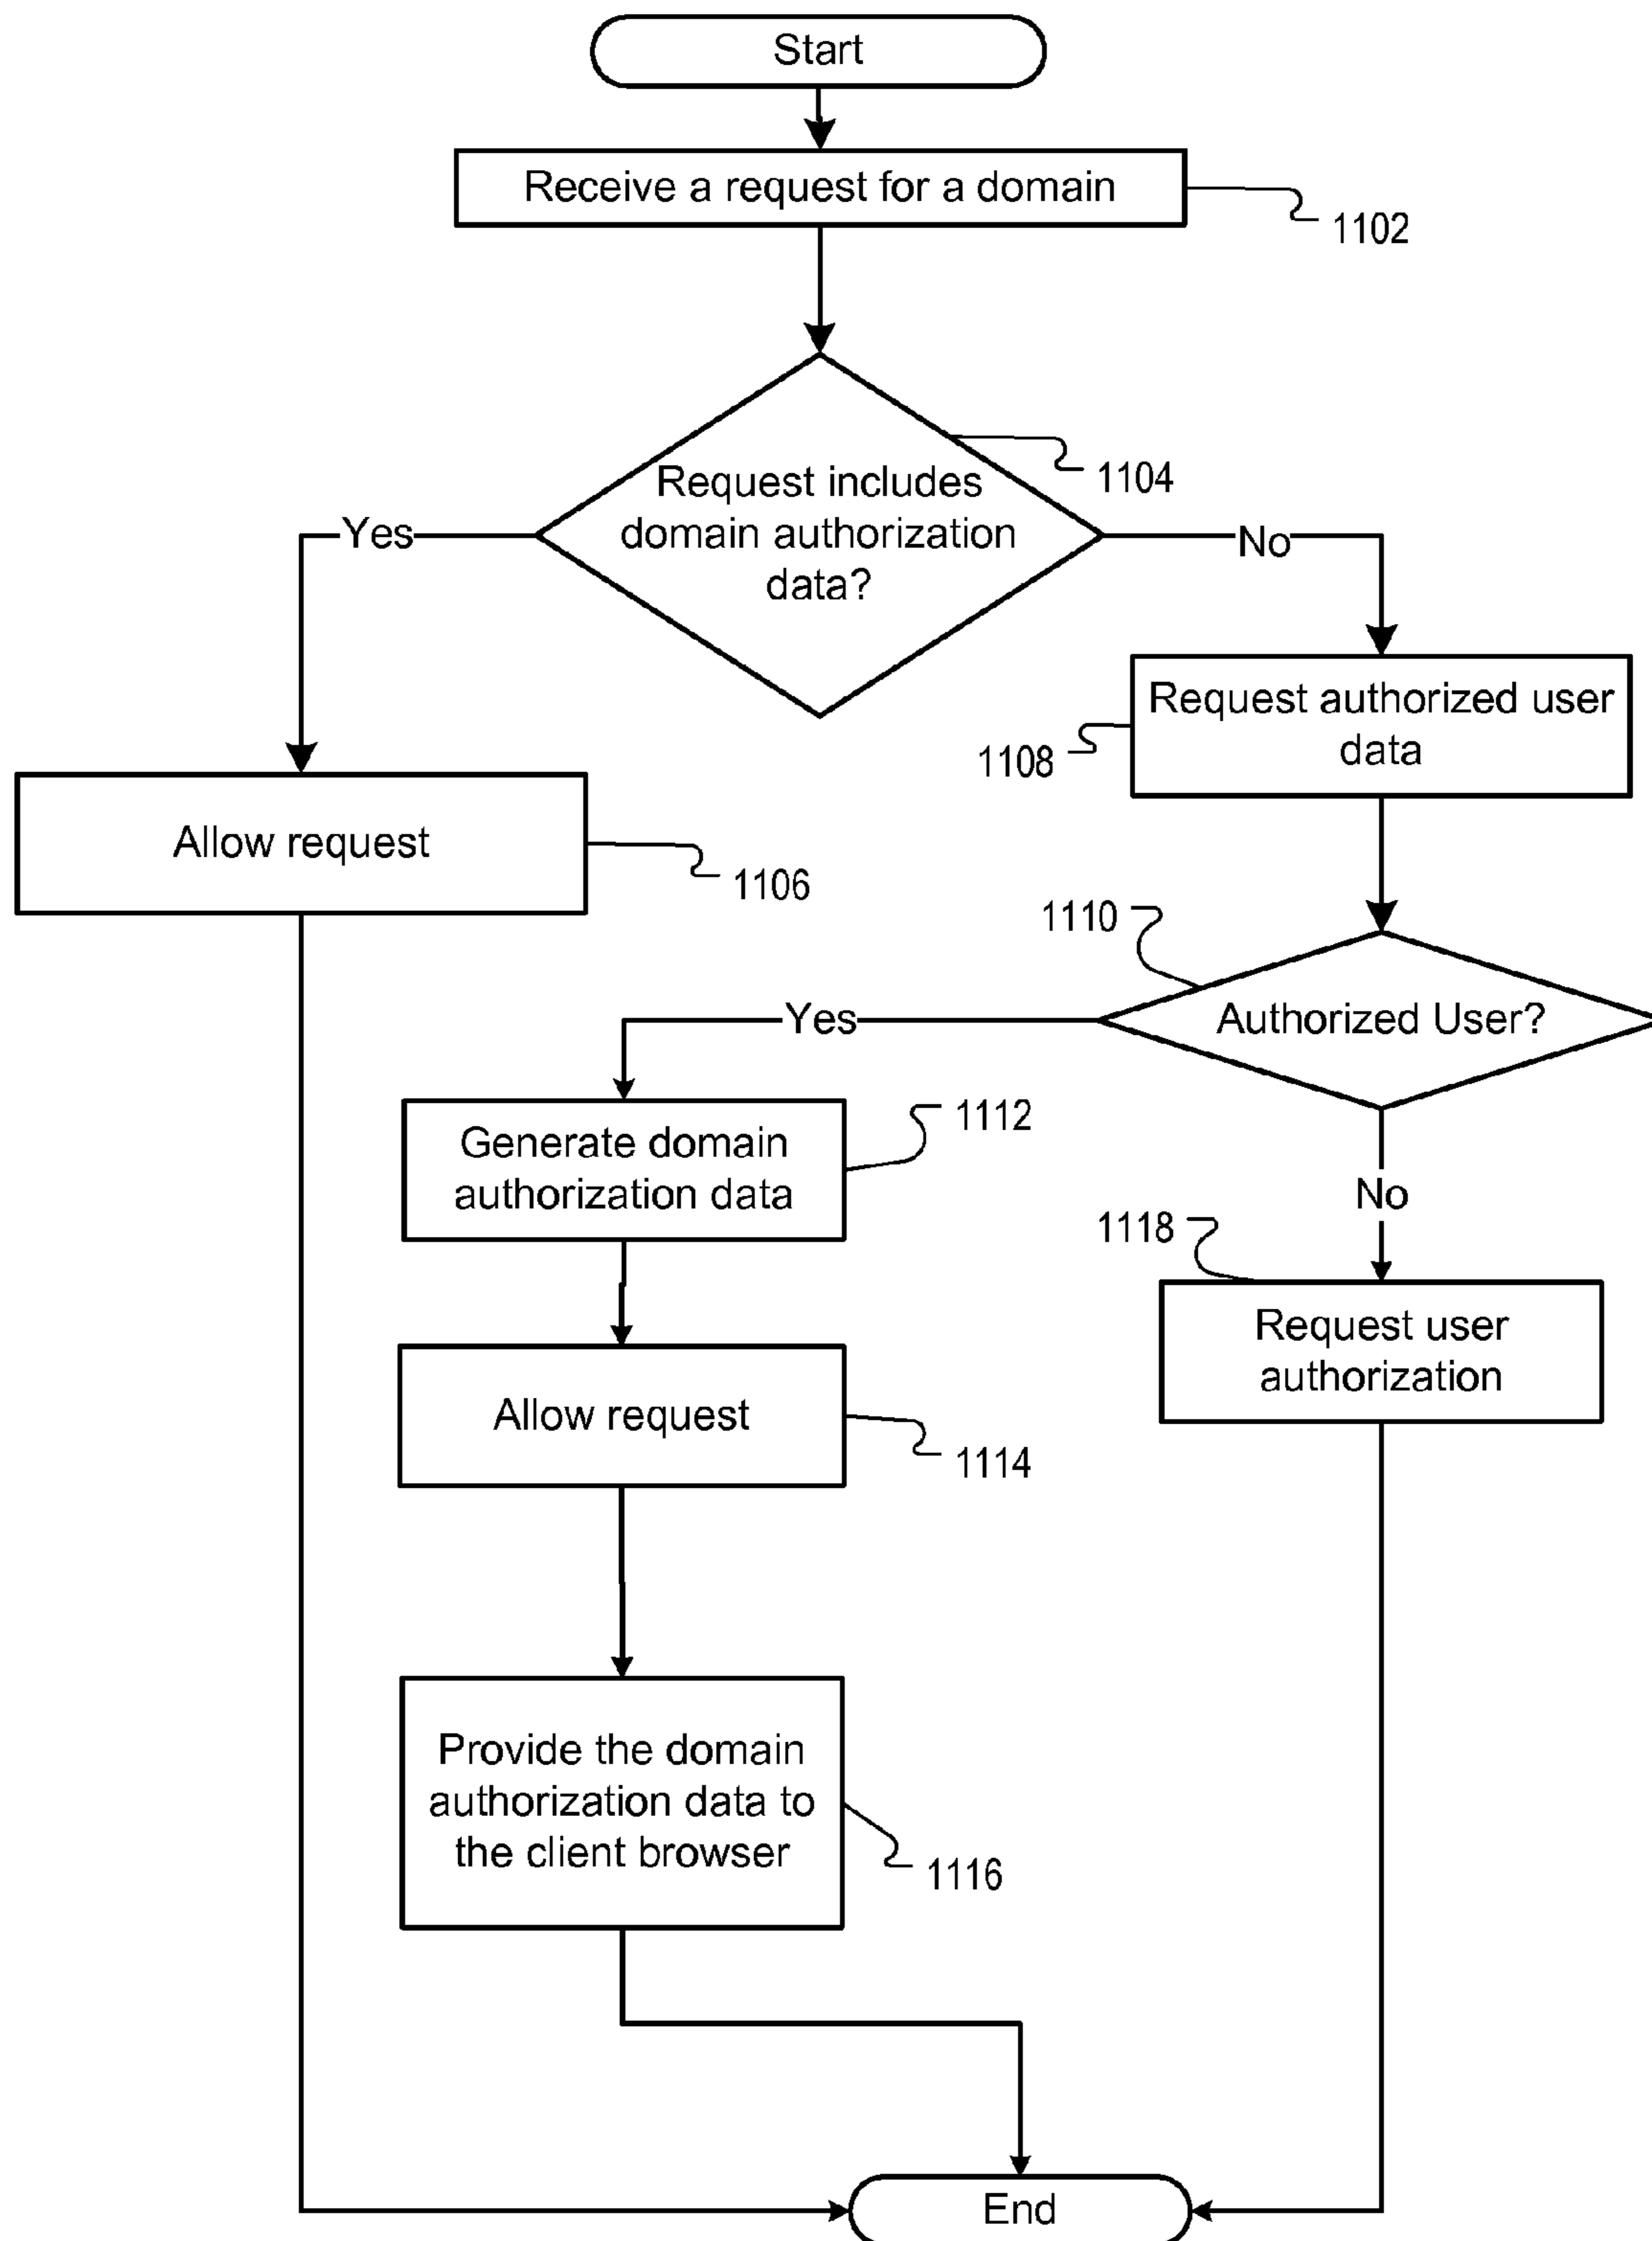 Start
Receive a request for a domain
1102
1104
Request includes
domain authorization
data?
Yes
No
Request authorized user
data
1108
Allow request
1106
1110
Authorized User?
Yes
Generate domain
authorization data
1112
No
1118
Request user
authorization
Allow request
1114
Provide the domain
authorization data to
the client browser
1116
End